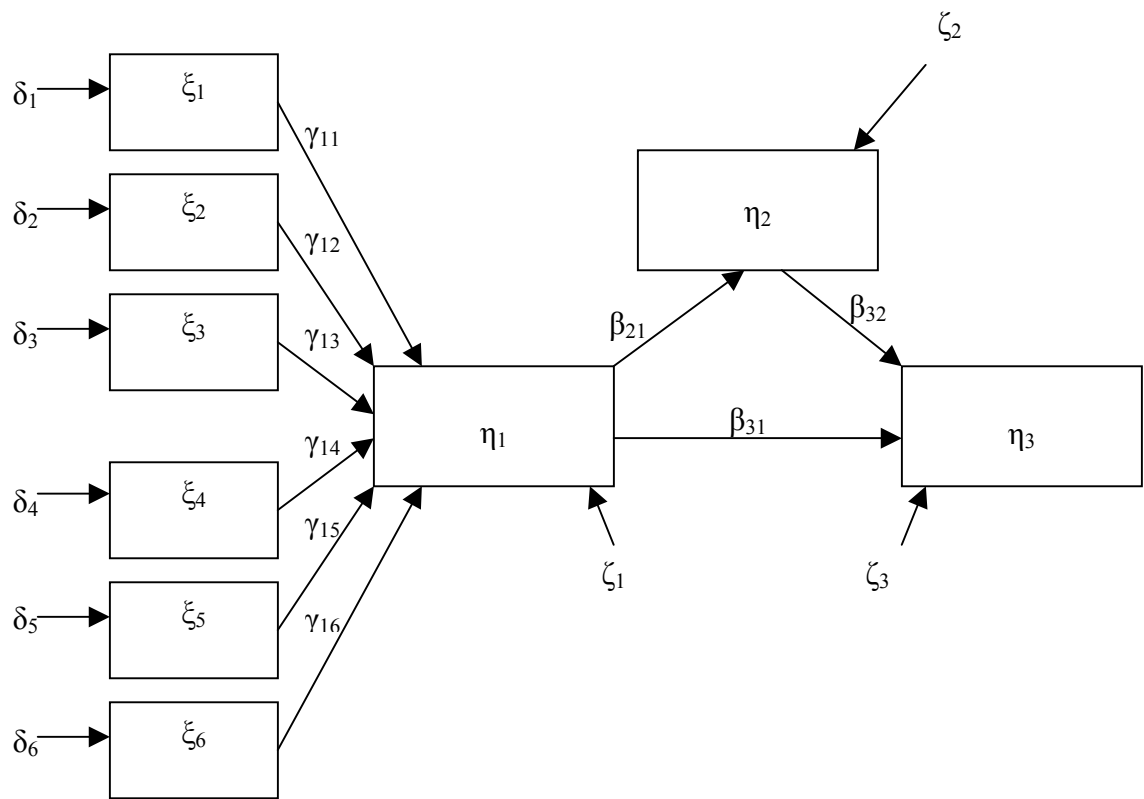 ζ₂
δ₁ ξ₁
γ₁₁
δ₂ ξ₂ η₂
γ₁₂
δ₃ ξ₃ γ₁₃ β₂₁ β₃₂
γ₁₄ η₁ β₃₁ η₃
δ₄ ξ₄
γ₁₅
ζ₁ ζ₃
δ₅ ξ₅ γ₁₆
δ₆ ξ₆